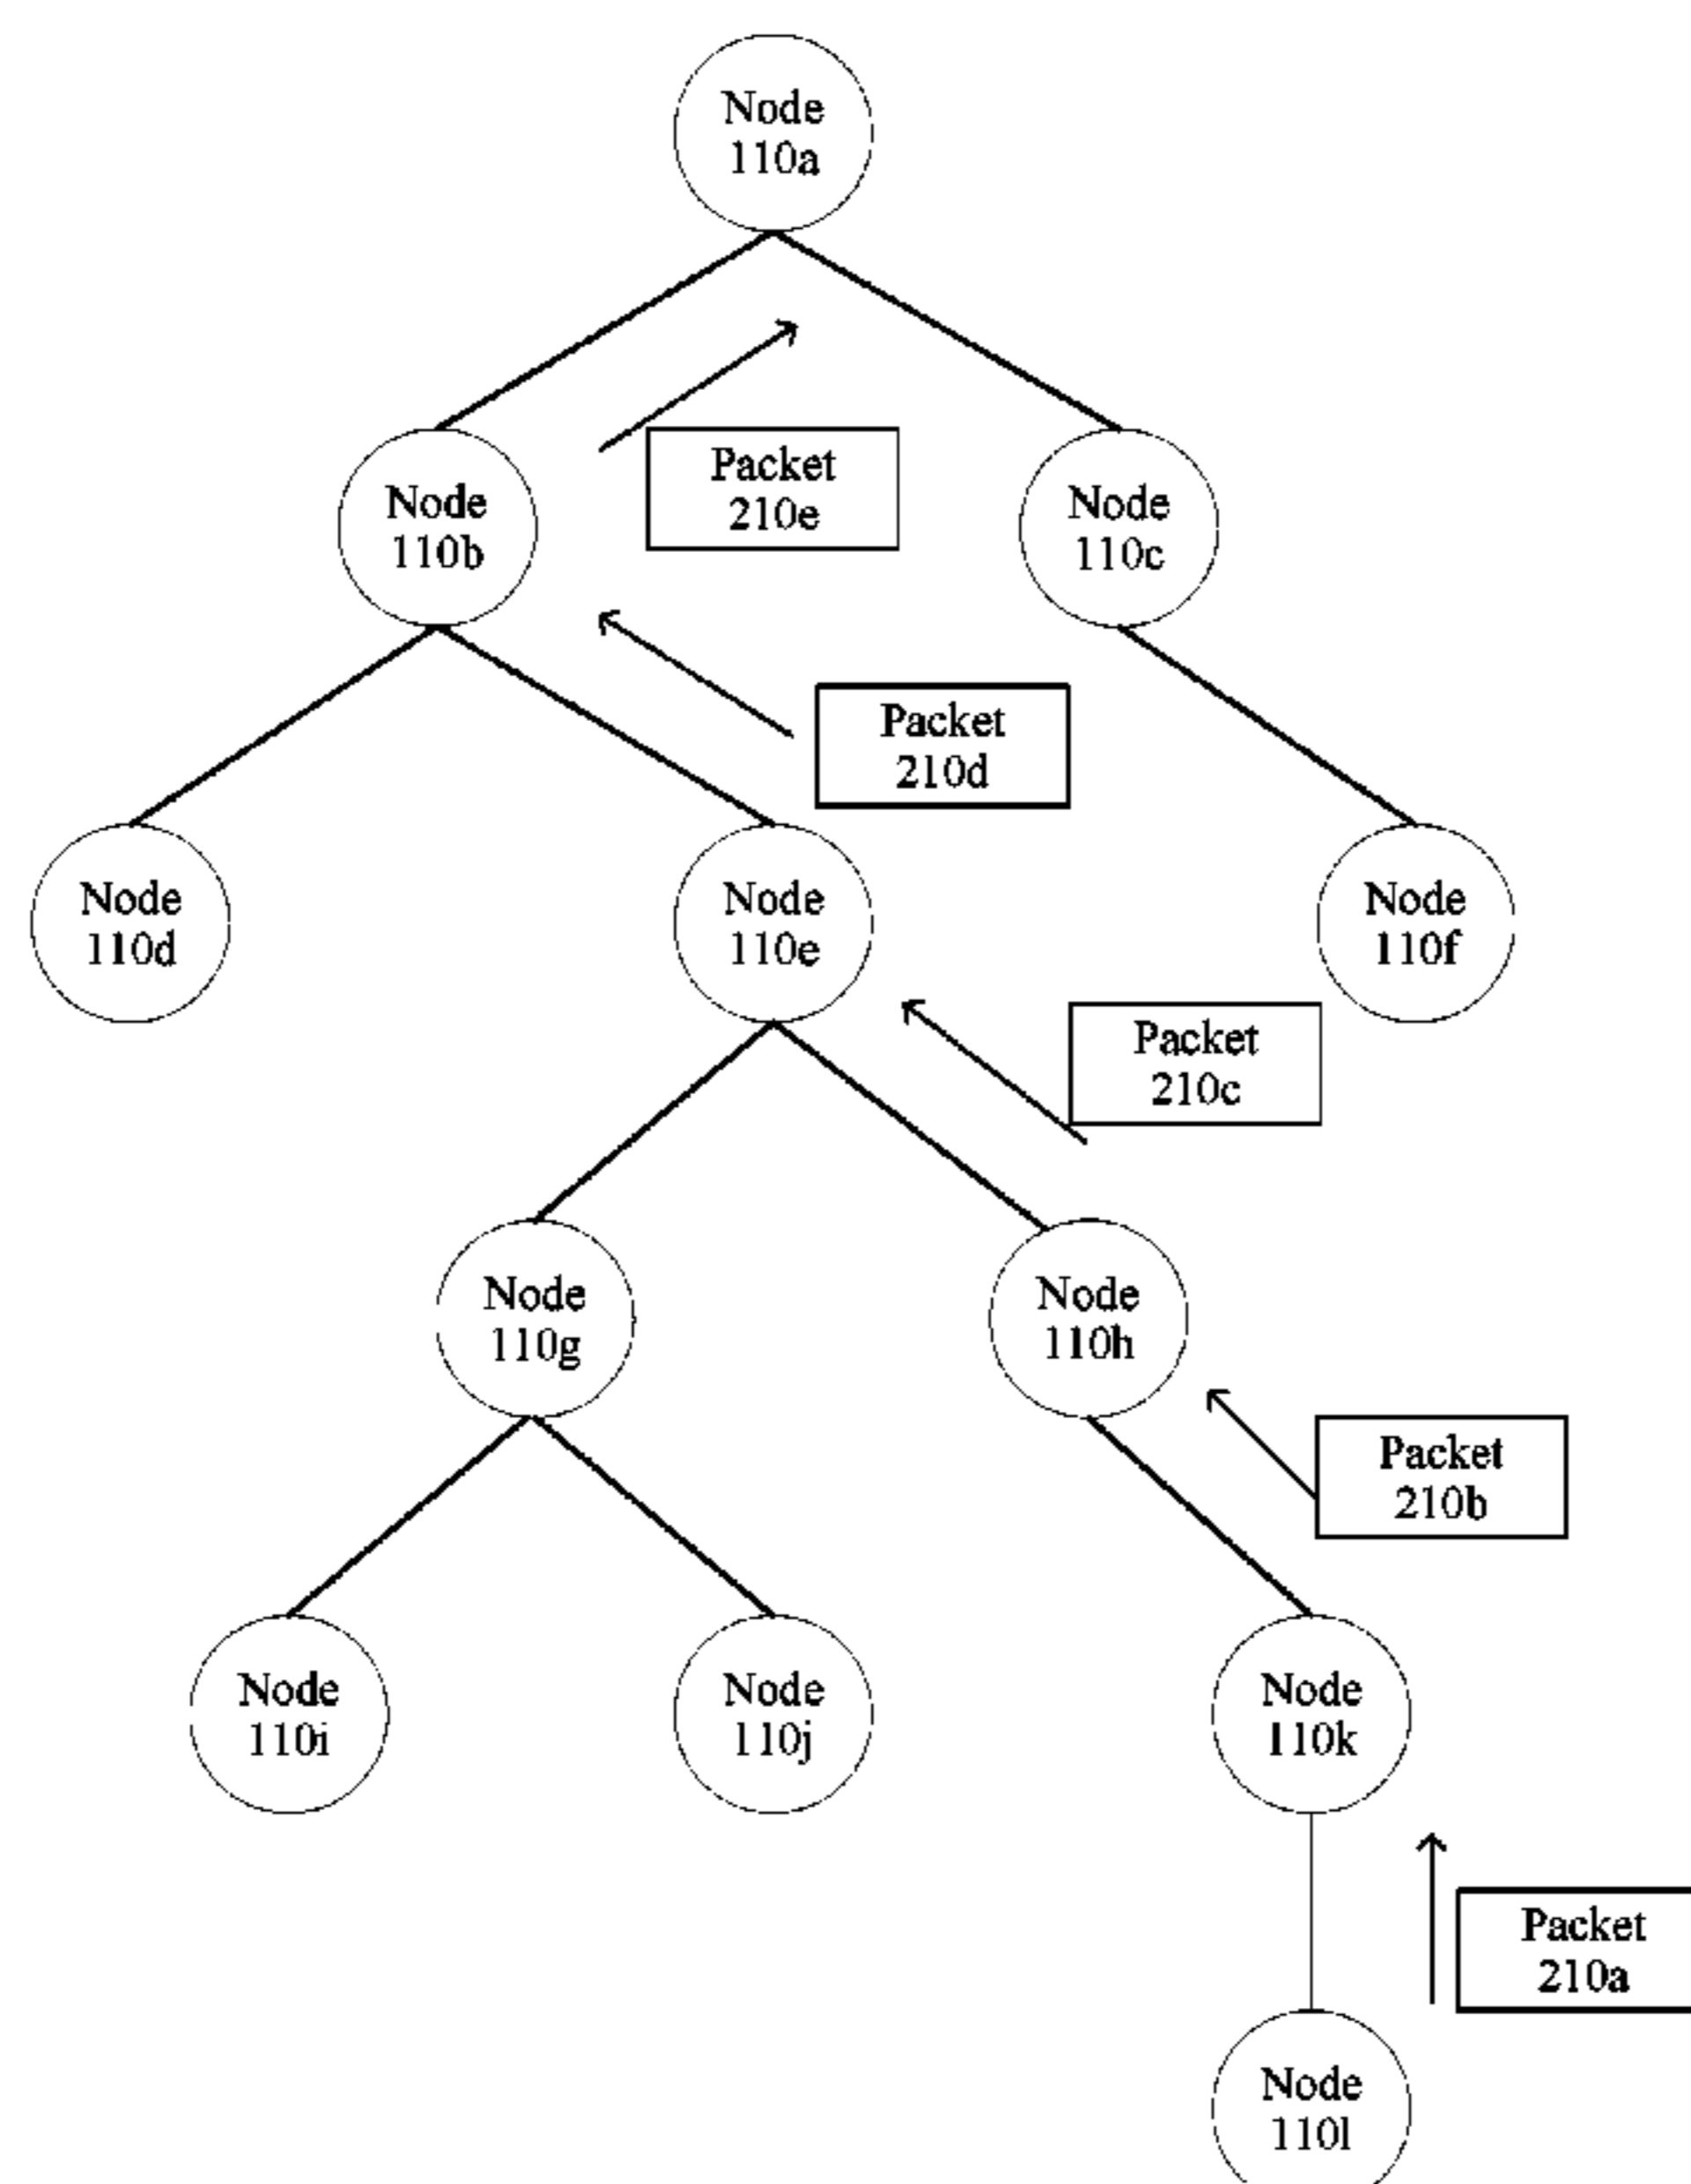 Node
110a
Packet
210e
Node
110b
Node
110c
Packet
210d
Node
110d
Node
110e
Node
110f
Packet
210c
Node
110g
Node
110h
Packet
210b
Node
110i
Node
110j
Node
110k
Packet
210a
Node
110l